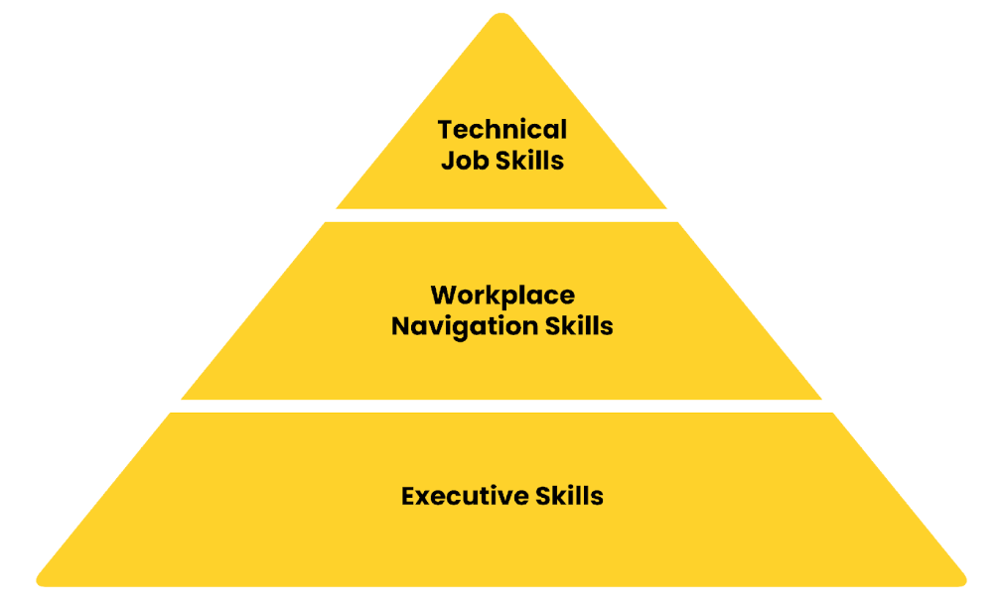 Technical
Job Skills
Workplace
Navigation Skills
Executive Skills